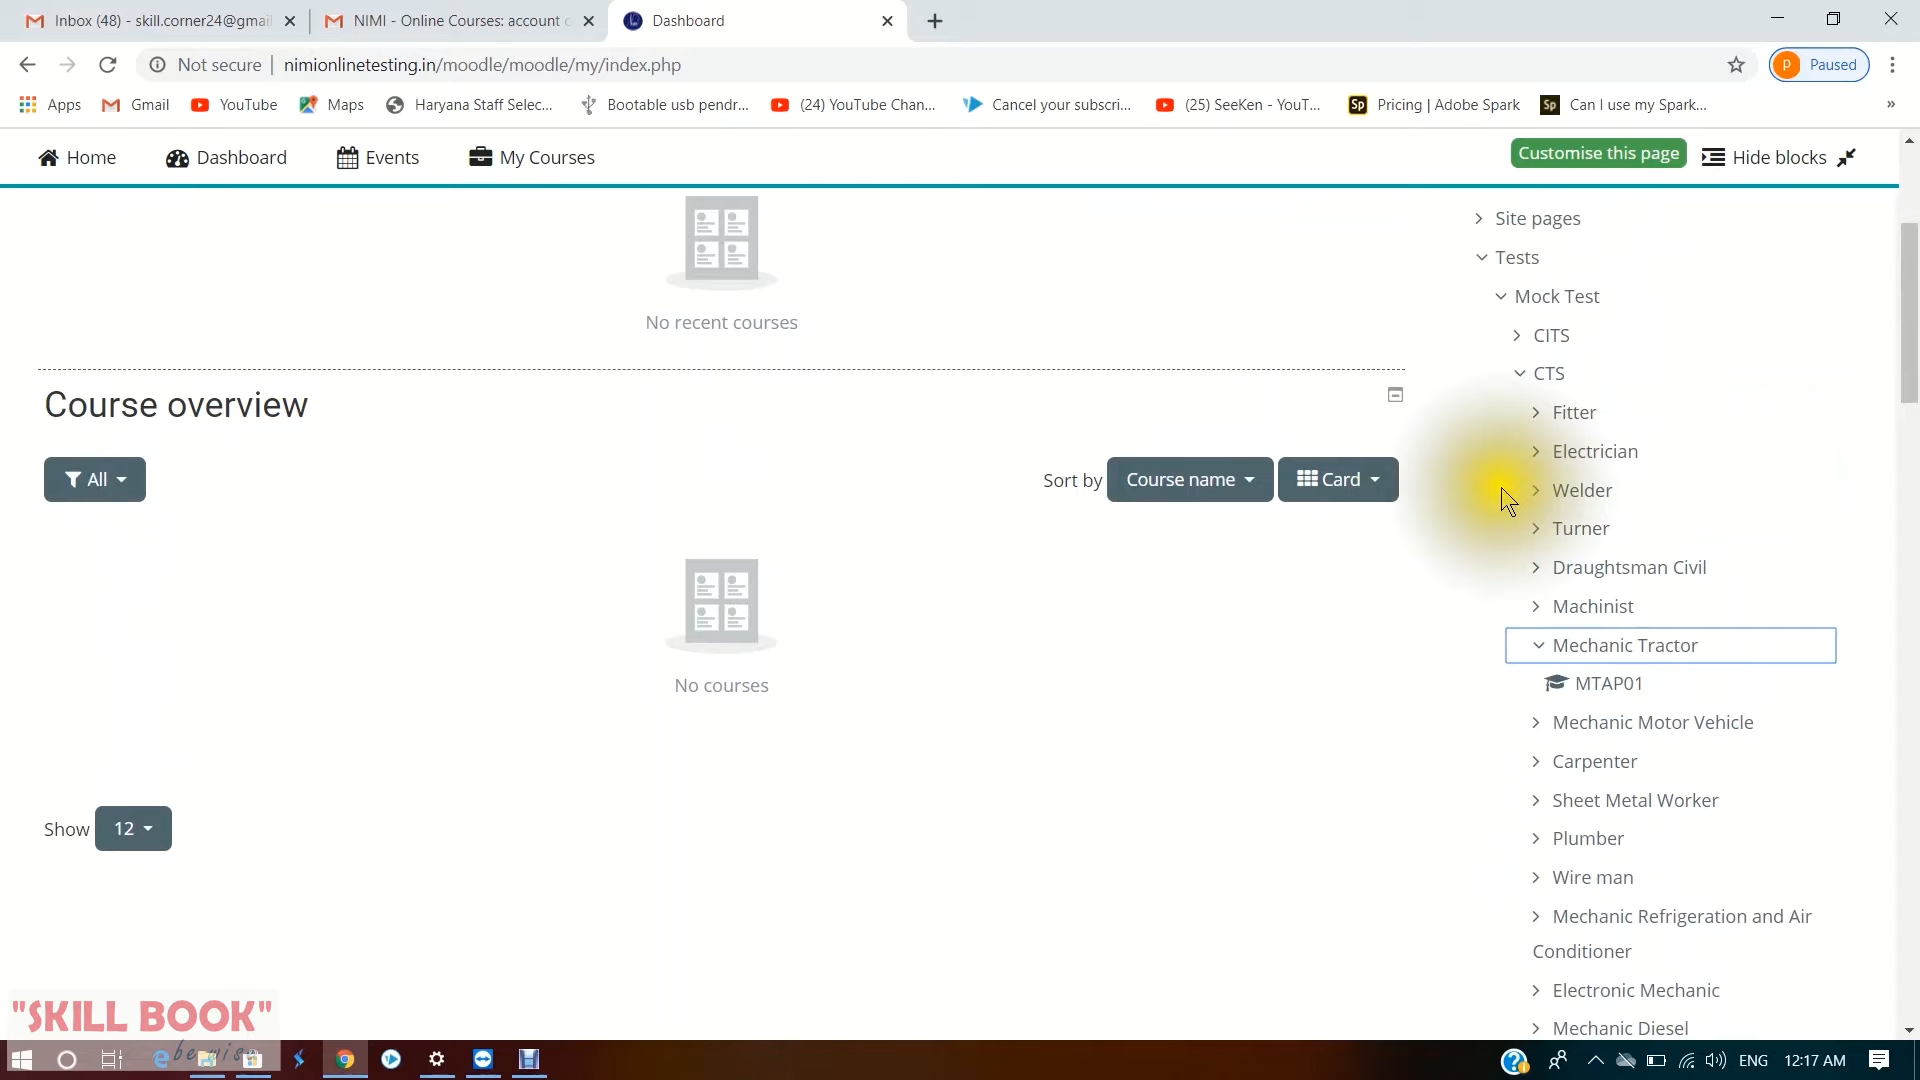 Inbox (48) - skill.corner24@gmail
NIMI - Online Courses: account c
Dashboard
Not secure | nimionlinetesting.in/moodle/moodle/my/index.php
P Paused
Apps
Gmail
YouTube
Maps
Haryana Staff Selec...
Bootable usb pendr...
(24) YouTube Chan...
Cancel your subscri...
(25) SeeKen - YouT...
Sp Pricing | Adobe Spark
Sp Can I use my Spark...
»
Home
Dashboard
Events
My Courses
Customise this page
Hide blocks
No recent courses
Course overview
All
Sort by Course name
Card
No courses
Show 12
Site pages
Tests
Mock Test
CITS
CTS
Fitter
Electrician
Welder
Turner
Draughtsman Civil
Machinist
Mechanic Tractor
MTAP01
Mechanic Motor Vehicle
Carpenter
Sheet Metal Worker
Plumber
Wire man
Mechanic Refrigeration and Air
Conditioner
Electronic Mechanic
Mechanic Diesel
"SKILL BOOK"
be wise
ENG
12:17 AM